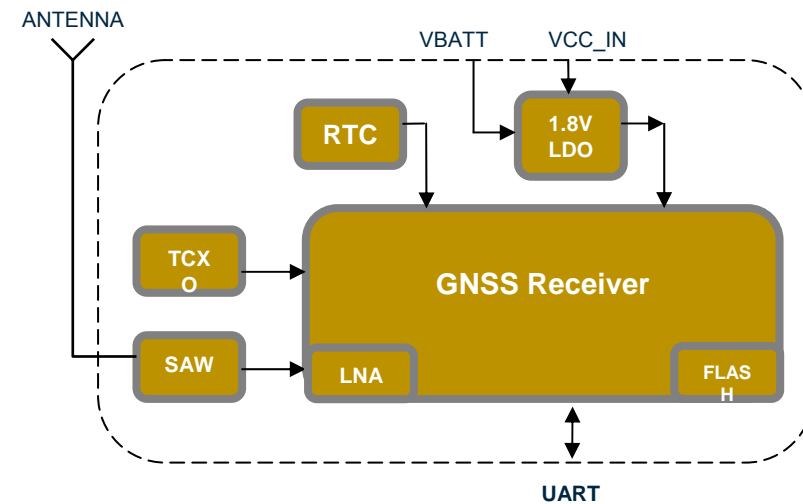 ANTENNA
VBATT
VCC_IN
RTC
1.8V
LDO
TCX
O
GNSS Receiver
SAW
LNA
FLAS
H
UART